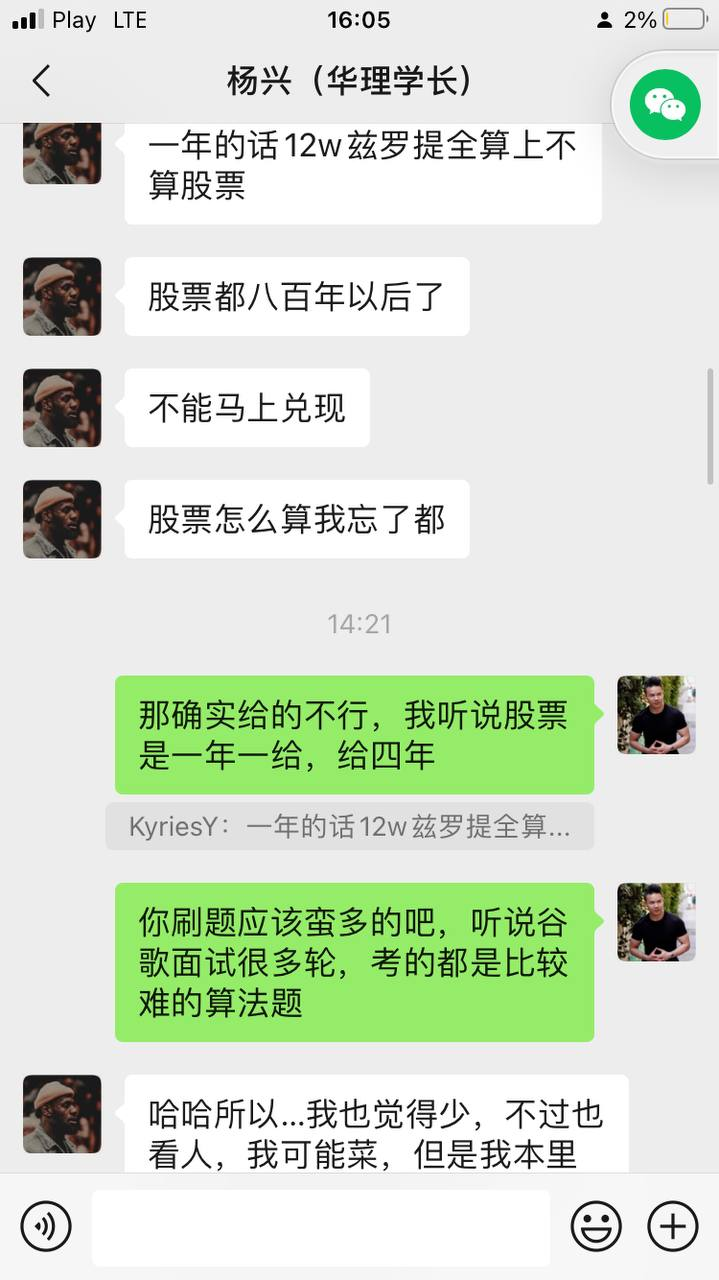 Play LTE 16:05 2%
杨兴（华理学长）
一年的话12w兹罗提全算上不
算股票
股票都八百年以后了
不能马上兑现
股票怎么算我忘了都
14:21
那确实给的不行，我听说股票
是一年一给，给四年
KyriesY：一年的话12w兹罗提全算...
你刷题应该蛮多的吧，听说谷
歌面试很多轮，考的都是比较
难的算法题
哈哈所以...我也觉得少，不过也
看人，我可能菜，但是我本里